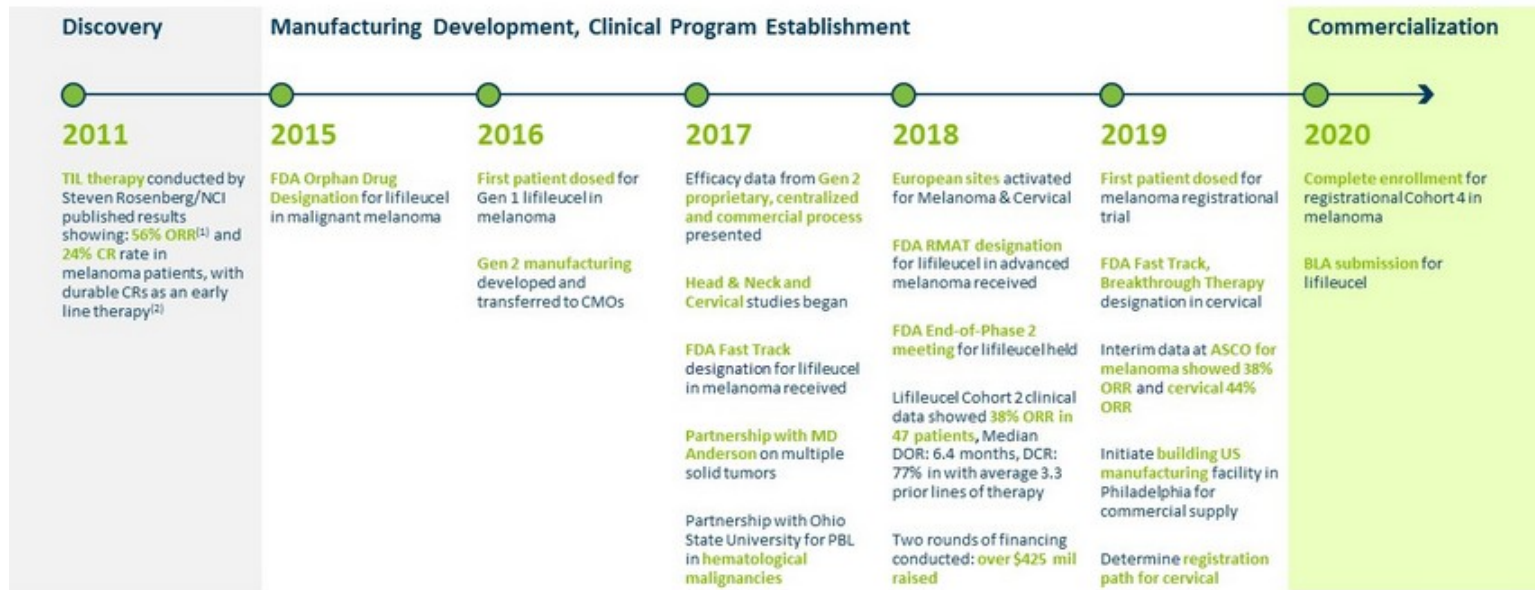 Discovery
Manufacturing Development, Clinical Program Establishment
Commercialization
2011
TIL therapy conducted by
Steven Rosenberg/NCI
published results
showing: 56% ORR(1) and
24% CR rate in
melanoma patients, with
durable CRs as an early
line therapy(2)
2015
FDA Orphan Drug
Designation for lifileucel
in malignant melanoma
2016
First patient dosed for
Gen 1 lifileucel in
melanoma
Gen 2 manufacturing
developed and
transferred to CMOs
2017
Efficacy data from Gen 2
proprietary, centralized
and commercial process
presented
Head & Neck and
Cervical studies began
FDA Fast Track
designation for lifileucel
in melanoma received
Partnership with MD
Anderson on multiple
solid tumors
Partnership with Ohio
State University for PBL
in hematological
malignancies
2018
European sites activated
for Melanoma & Cervical
FDA RMAT designation
for lifileucel in advanced
melanoma received
FDA End-of-Phase 2
meeting for lifileucel held
Lifileucel Cohort 2 clinical
data showed 38% ORR in
47 patients, Median
DOR: 6.4 months, DCR:
77% in with average 3.3
prior lines of therapy
Two rounds of financing
conducted: over $425 mil
raised
2019
First patient dosed for
melanoma registrational
trial
FDA Fast Track,
Breakthrough Therapy
designation in cervical
Interim data at ASCO for
melanoma showed 38%
ORR and cervical 44%
ORR
Initiate building US
manufacturing facility in
Philadelphia for
commercial supply
Determine registration
path for cervical
2020
Complete enrollment for
registrational Cohort 4 in
melanoma
BLA submission for
lifileucel